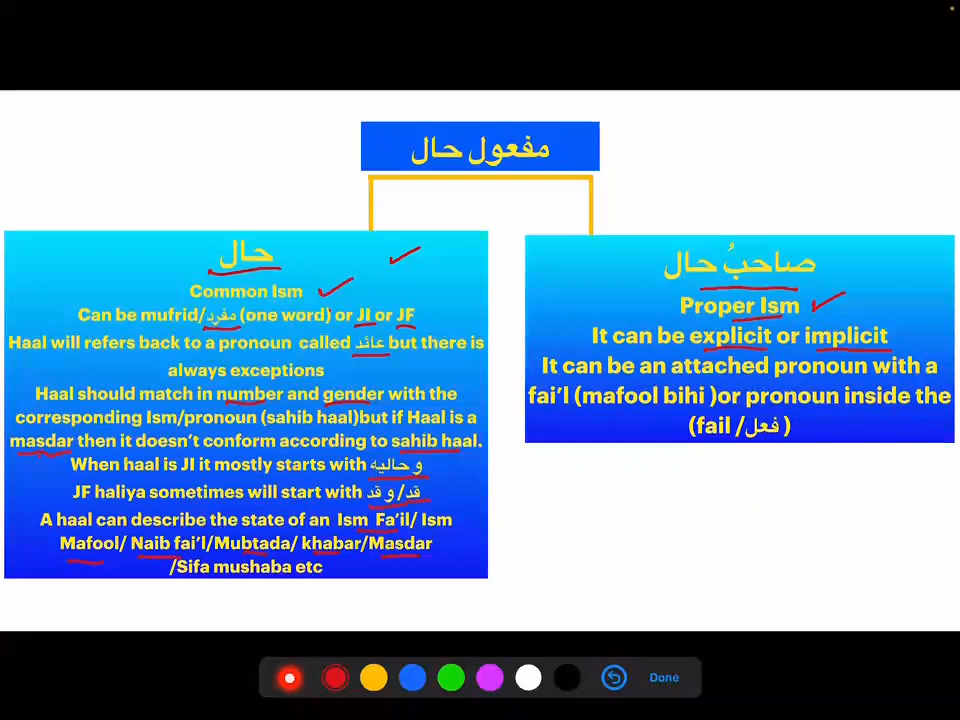 مفعول حال
حال
Common Ism
Can be mufrid/مفرد (one word) or JI or JF
Haal will refers back to a pronoun called عائد but there is
always exceptions
Haal should match in number and gender with the
corresponding Ism/pronoun (sahib haal)but if Haal is a
masdar then it doesn’t conform according to sahib haal.
When haal is JI it mostly starts with و حاليه
JF haliya sometimes will start with قد/ و قد
A haal can describe the state of an Ism Fa’il/ Ism
Mafool/ Naib fai’l/Mubtada/ khabar/Masdar
/Sifa mushaba etc
صاحبُ حال
Proper Ism
It can be explicit or implicit
It can be an attached pronoun with a
fai’l (mafool bihi )or pronoun inside the
(fail /فعل )
Done